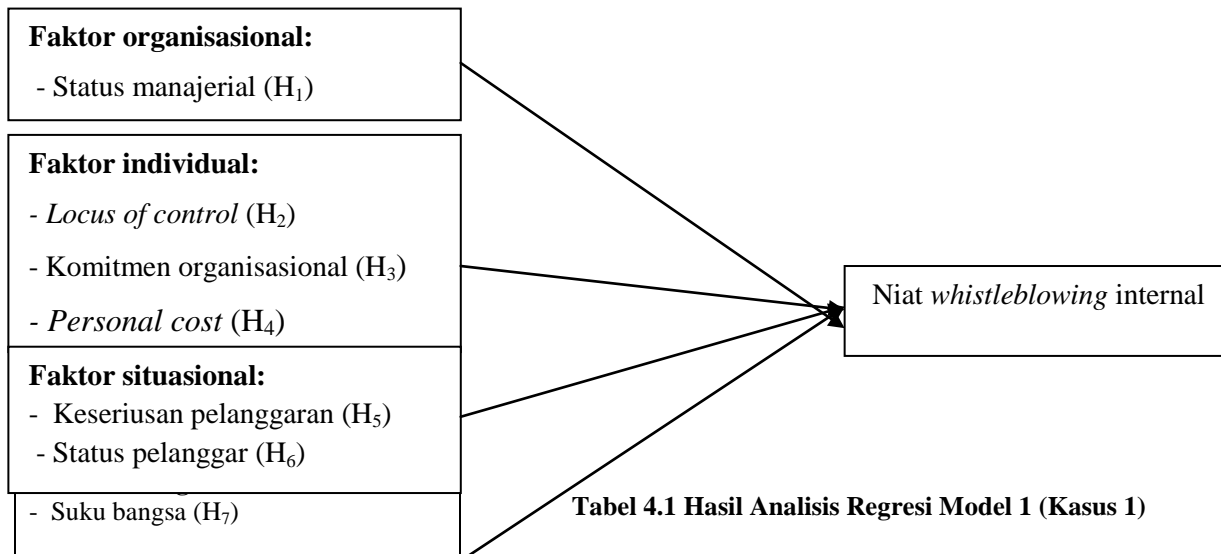 Faktor organisasional:
- Status manajerial (H₁)
Faktor individual:
- Locus of control (H₂)
- Komitmen organisasional (H₃)
- Personal cost (H₄)
Niat whistleblowing internal
Faktor situasional:
- Keseriusan pelanggaran (H₅)
- Status pelanggar (H₆)
- Suku bangsa (H₇)
Tabel 4.1 Hasil Analisis Regresi Model 1 (Kasus 1)